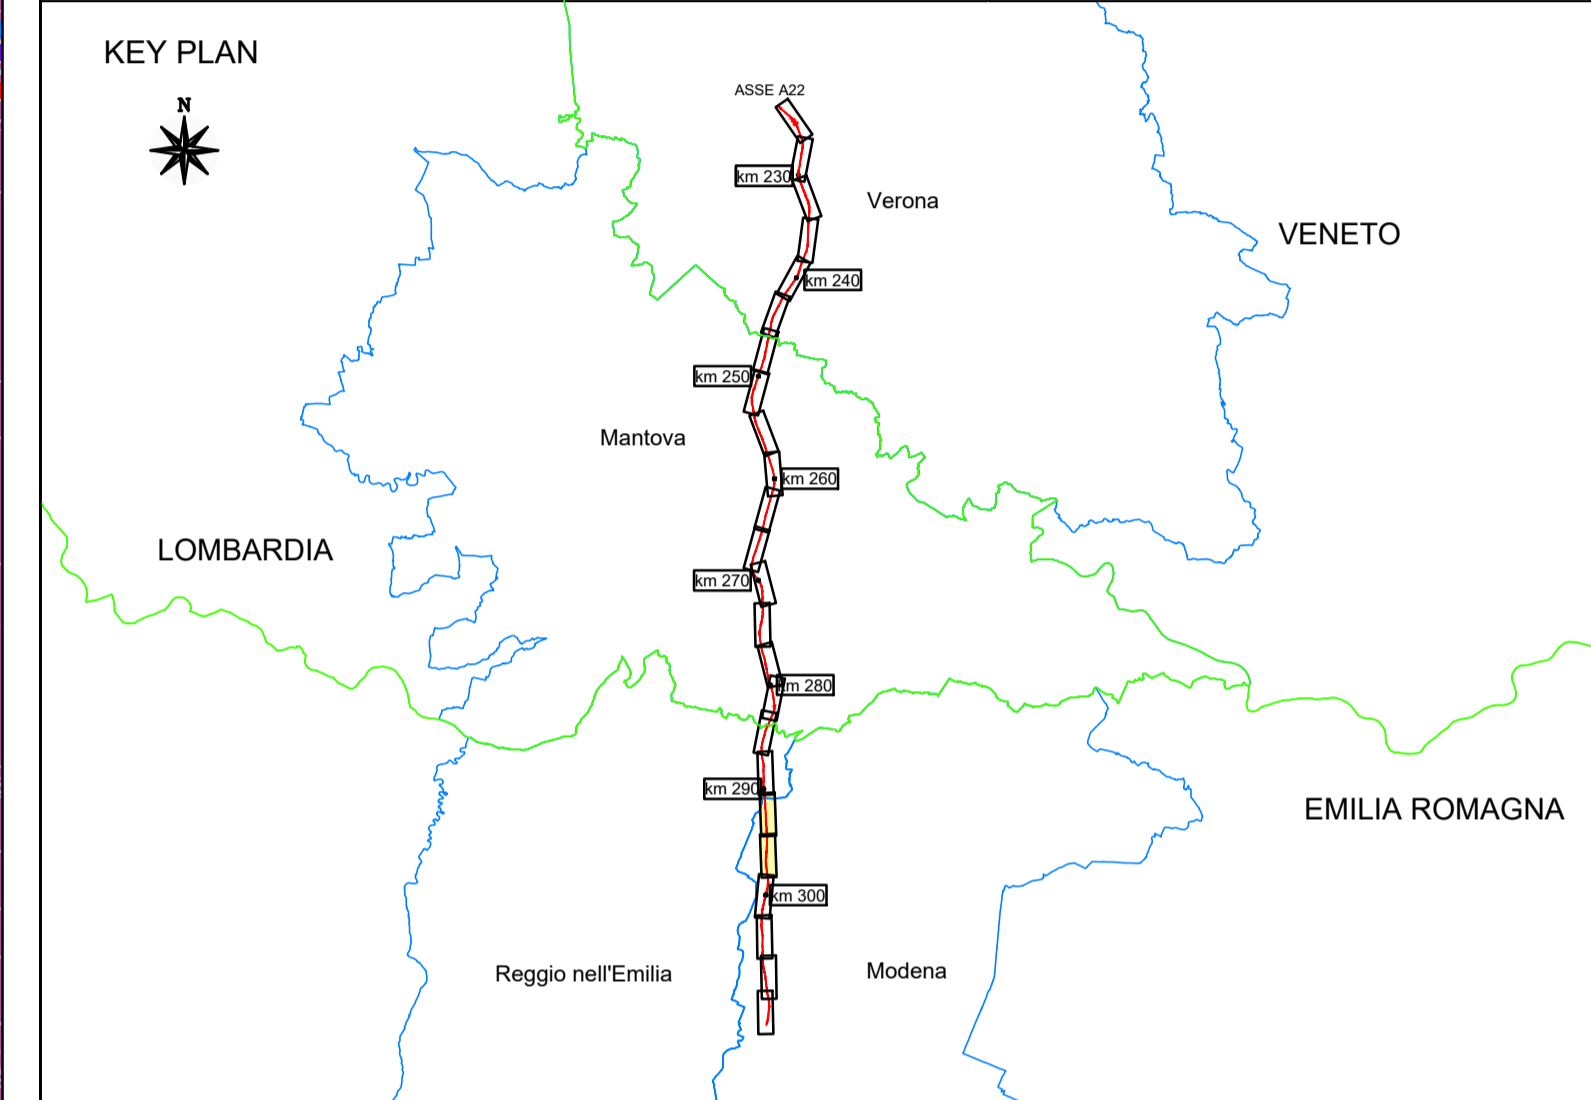 KEY PLAN
N
ASSE A22
km 230
Verona
VENETO
km 240
km 250
Mantova
km 260
LOMBARDIA
km 270
km 280
km 290
EMILIA ROMAGNA
km 300
Reggio nell'Emilia
Modena